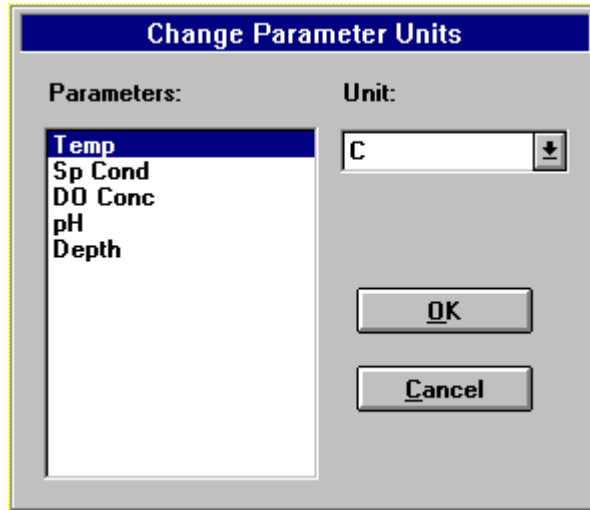 Change Parameter Units
Parameters:
Unit:
Temp
Sp Cond
DO Conc
pH
Depth
C
OK
Cancel